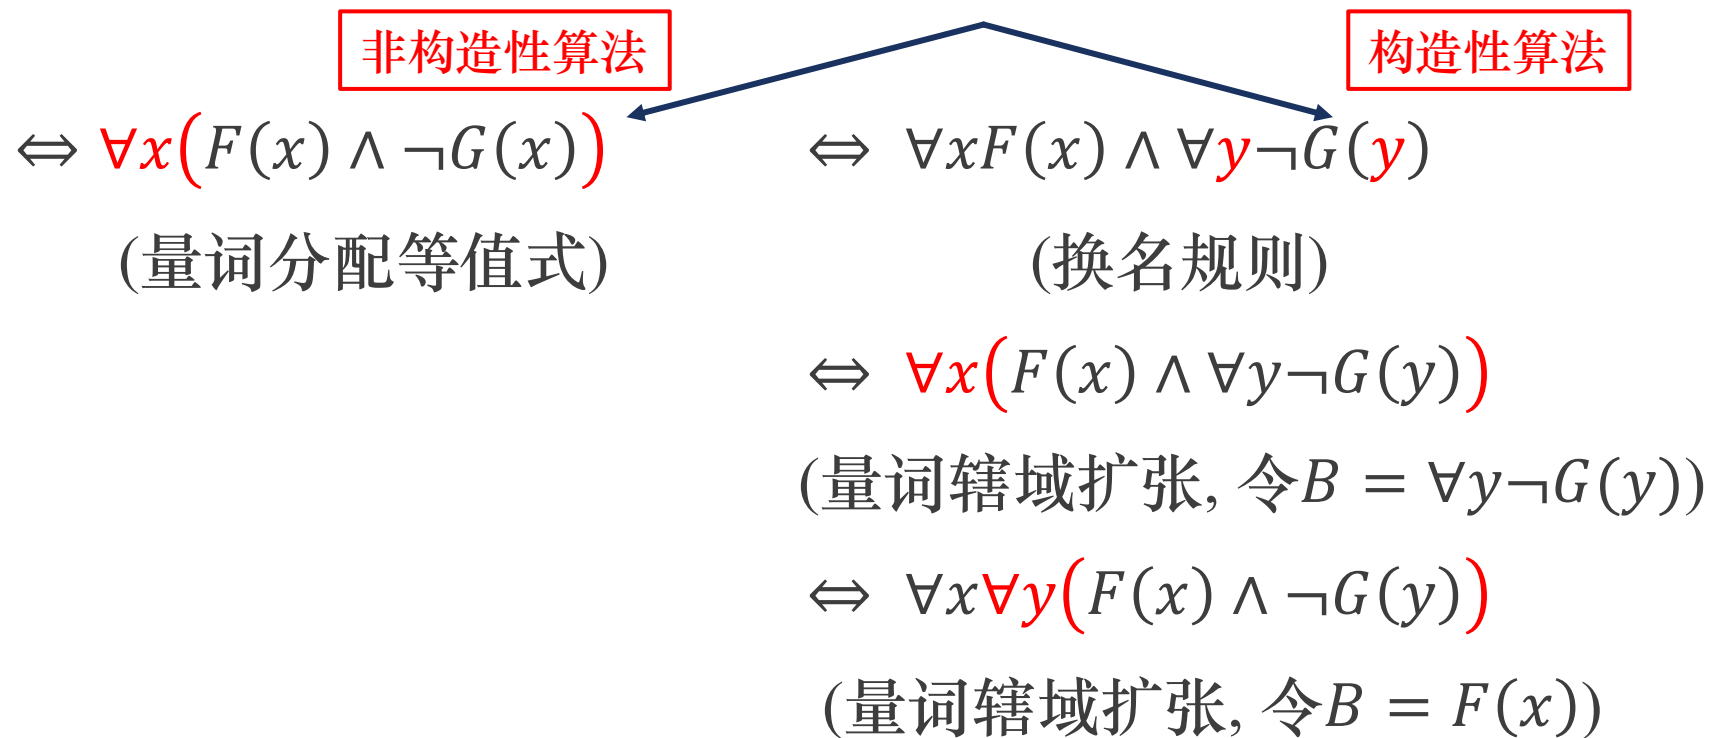 非构造性算法
⇔ ∀x(F(x) ∧ ¬G(x))
(量词分配等值式)
构造性算法
⇔ ∀xF(x) ∧ ∀y¬G(y)
(换名规则)
⇔ ∀x(F(x) ∧ ∀y¬G(y))
(量词辖域扩张, 令B = ∀y¬G(y))
⇔ ∀x∀y(F(x) ∧ ¬G(y))
(量词辖域扩张, 令B = F(x))